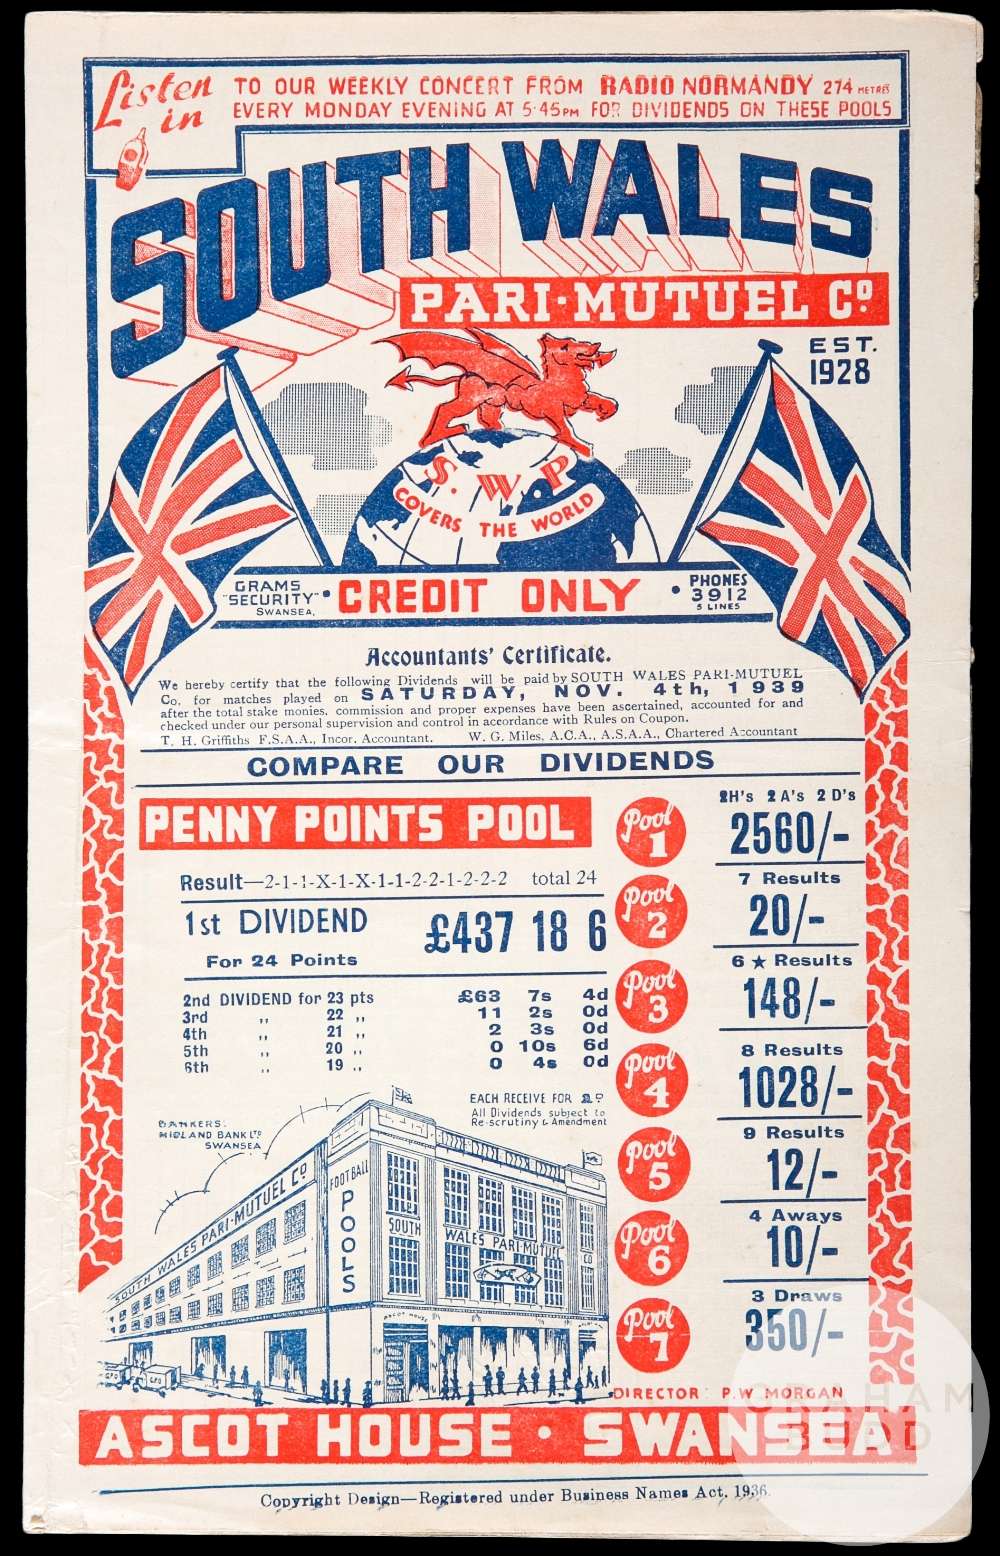 Listen in
TO OUR WEEKLY CONCERT FROM RADIO NORMANDY 274 METRES
EVERY MONDAY EVENING AT 5·45PM FOR DIVIDENDS ON THESE POOLS
SOUTH WALES
PARI-MUTUEL Co
EST.
1928
S.W.P
COVERS THE WORLD
GRAMS
"SECURITY"
SWANSEA.
• CREDIT ONLY •
PHONES
3912
5 LINES
Accountants' Certificate.
We hereby certify that the following Dividends will be paid by SOUTH WALES PARI-MUTUEL
Co. for matches played on SATURDAY, NOV. 4th, 1939
after the total stake monies, commission and proper expenses have been ascertained, accounted for and
checked under our personal supervision and control in accordance with Rules on Coupon.
T. H. Griffiths F.S.A.A., Incor. Accountant. W. G. Miles, A.C.A., A.S.A.A., Chartered Accountant
COMPARE OUR DIVIDENDS
PENNY POINTS POOL
Result—2-1-1-X-1-X-1-1-2-2-1-2-2-2 total 24
1st DIVIDEND £437 18 6
For 24 Points
2nd DIVIDEND for 23 pts £63 7s 4d
3rd ,, 22 ,, 11 2s 0d
4th ,, 21 ,, 2 3s 0d
5th ,, 20 ,, 0 10s 6d
6th ,, 19 ,, 0 4s 0d
EACH RECEIVE FOR
All Dividends subject to
Re-scrutiny & Amendment
BANKERS:
MIDLAND BANK LTD
SWANSEA
SOUTH WALES PARI-MUTUEL Co
FOOTBALL
POOLS
SOUTH WALES PARI-MUTUEL CO
ASCOT HOUSE
GPO
GPO
Pool 1
2H's 2A's 2D's
2560/-
Pool 2
7 Results
20/-
Pool 3
6 ★ Results
148/-
Pool 4
8 Results
1028/-
Pool 5
9 Results
12/-
Pool 6
4 Aways
10/-
Pool 7
3 Draws
350/-
DIRECTOR: P.W MORGAN
ASCOT HOUSE • SWANSEA
Copyright Design—Registered under Business Names Act, 1936.
GRAHAM
BUDD